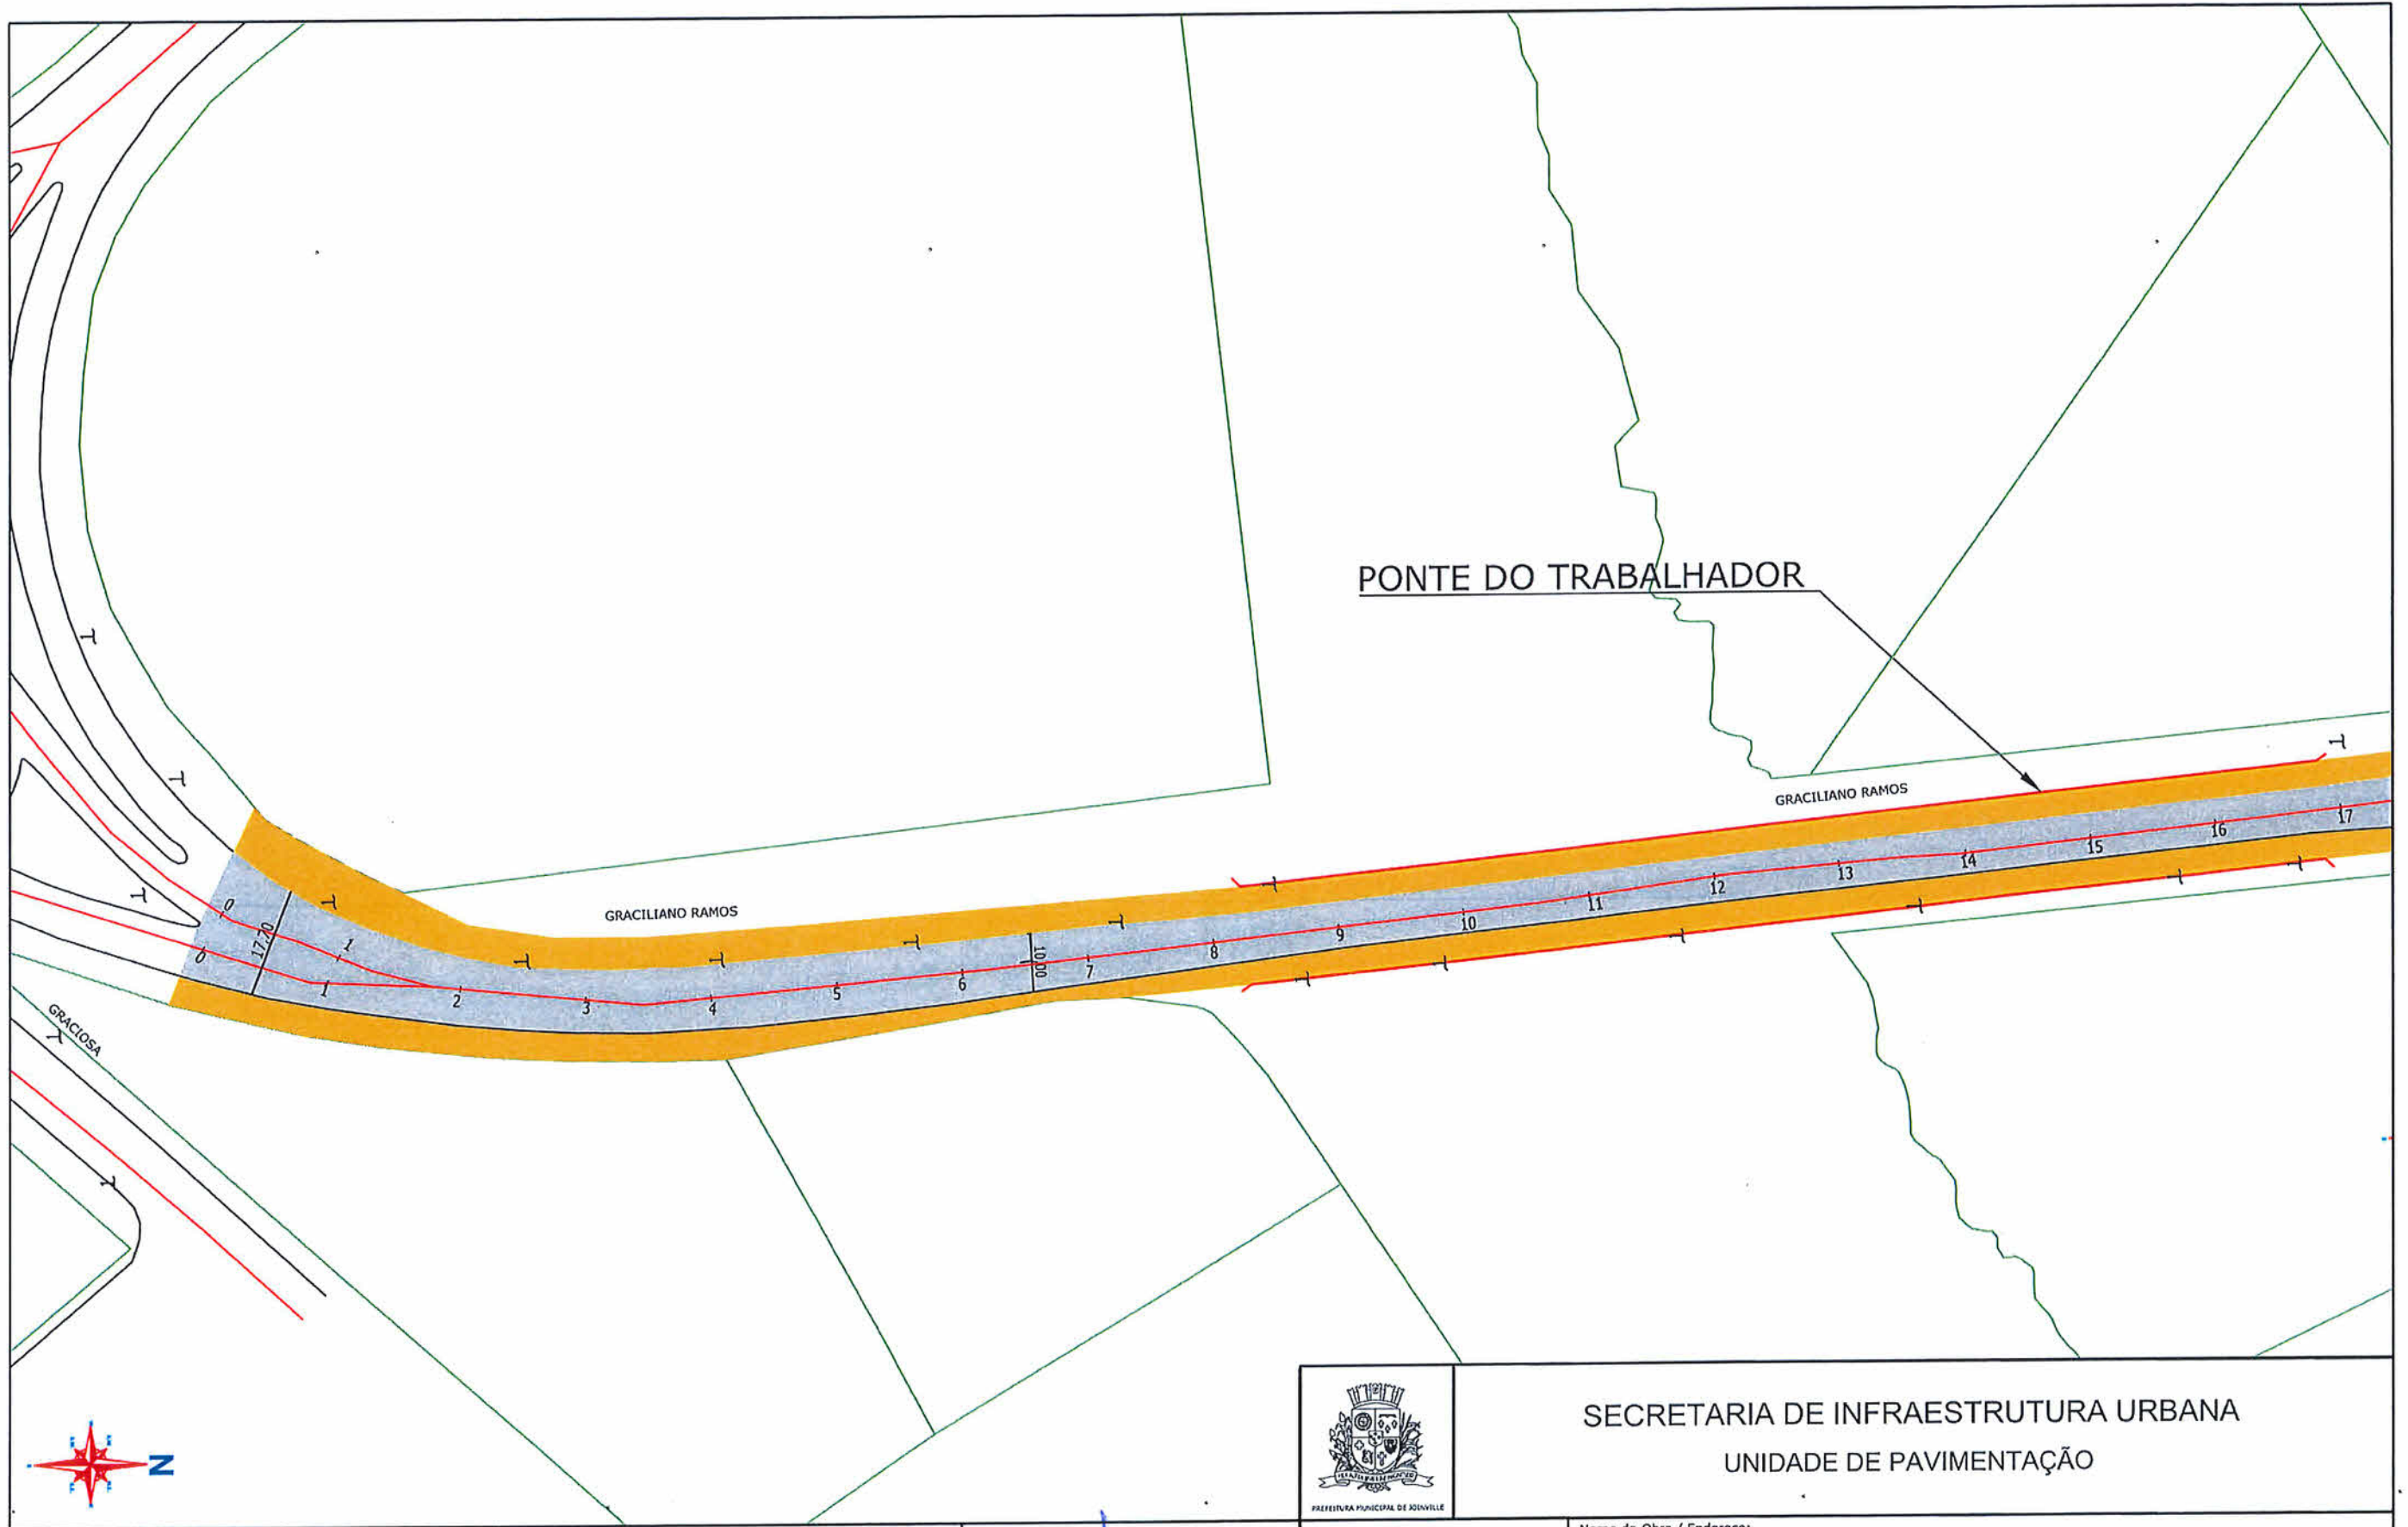 PONTE DO TRABALHADOR
GRACILIANO RAMOS
GRACILIANO RAMOS
GRACIOSA
0
0
17.70
1
1
2
3
4
5
6
10.00
7
8
9
10
11
12
13
14
15
16
17
N
PREFEITURA MUNICIPAL DE JOINVILLE
SECRETARIA DE INFRAESTRUTURA URBANA
UNIDADE DE PAVIMENTAÇÃO